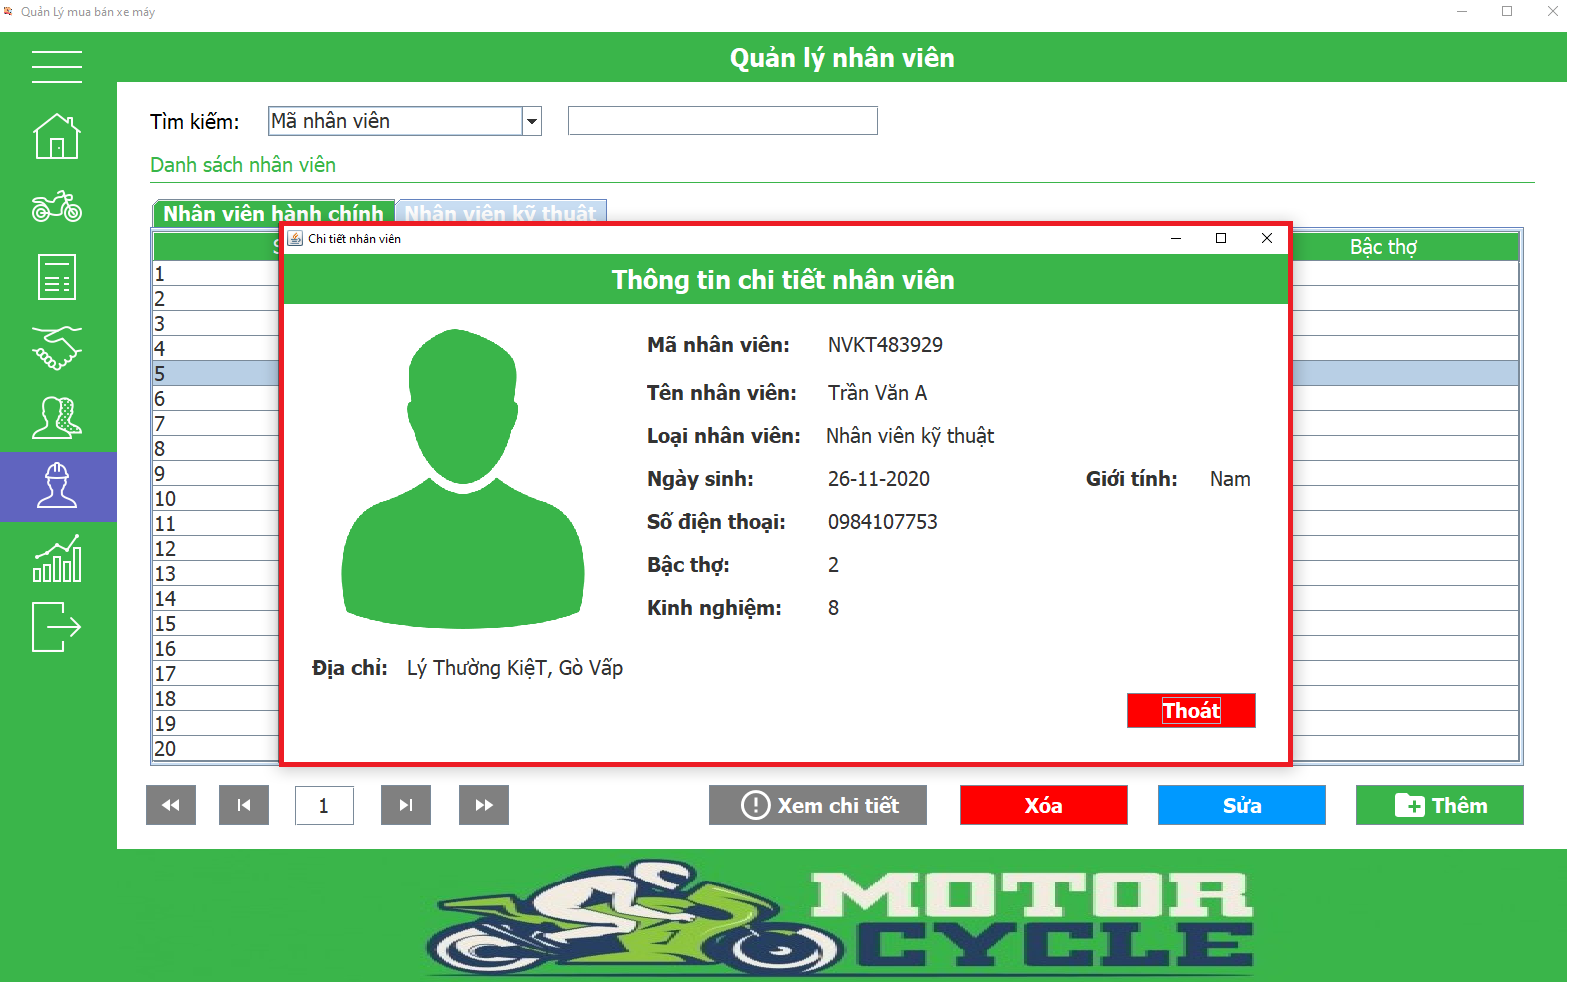 Quản Lý mua bán xe máy
Quản lý nhân viên
Tìm kiếm: Mã nhân viên
Danh sách nhân viên
Nhân viên hành chính Nhân viên kỹ thuật
Bậc thợ
Chi tiết nhân viên
Thông tin chi tiết nhân viên
1
2
3
4
5
6
7
8
9
10
11
12
13
14
15
16
17
18
19
20
Mã nhân viên: NVKT483929
Tên nhân viên: Trần Văn A
Loại nhân viên: Nhân viên kỹ thuật
Ngày sinh: 26-11-2020 Giới tính: Nam
Số điện thoại: 0984107753
Bậc thợ: 2
Kinh nghiệm: 8
Địa chỉ: Lý Thường KiệT, Gò Vấp
Thoát
1 Xem chi tiết Xóa Sửa Thêm
MOTOR
CYCLE